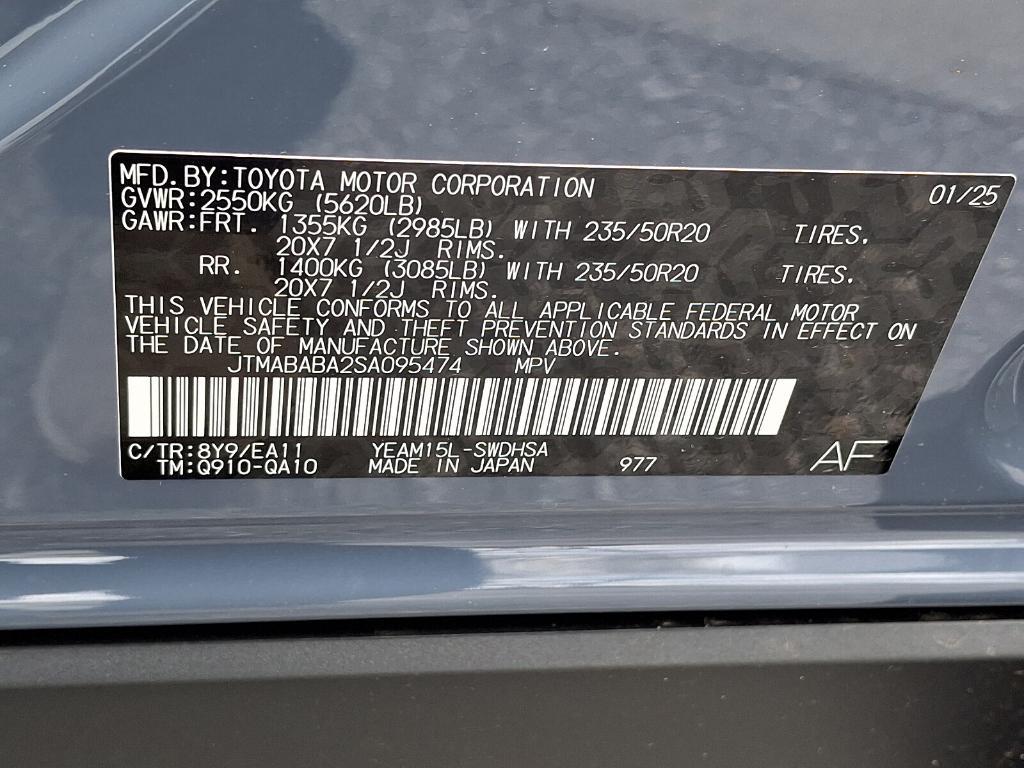 MFD.BY:TOYOTA MOTOR CORPORATION 01/25
GVWR:2550KG (5620LB)
GAWR:FRT. 1355KG (2985LB) WITH 235/50R20 TIRES.
20X7 1/2J RIMS.
RR. 1400KG (3085LB) WITH 235/50R20 TIRES.
20X7 1/2J RIMS.
THIS VEHICLE CONFORMS TO ALL APPLICABLE FEDERAL MOTOR
VEHICLE SAFETY AND THEFT PREVENTION STANDARDS IN EFFECT ON
THE DATE OF MANUFACTURE SHOWN ABOVE.
JTMABABA2SA095474 MPV
C/TR:8Y9/EA11 YEAM15L-SWDHSA
TM:Q910-QA10 MADE IN JAPAN 977 AF